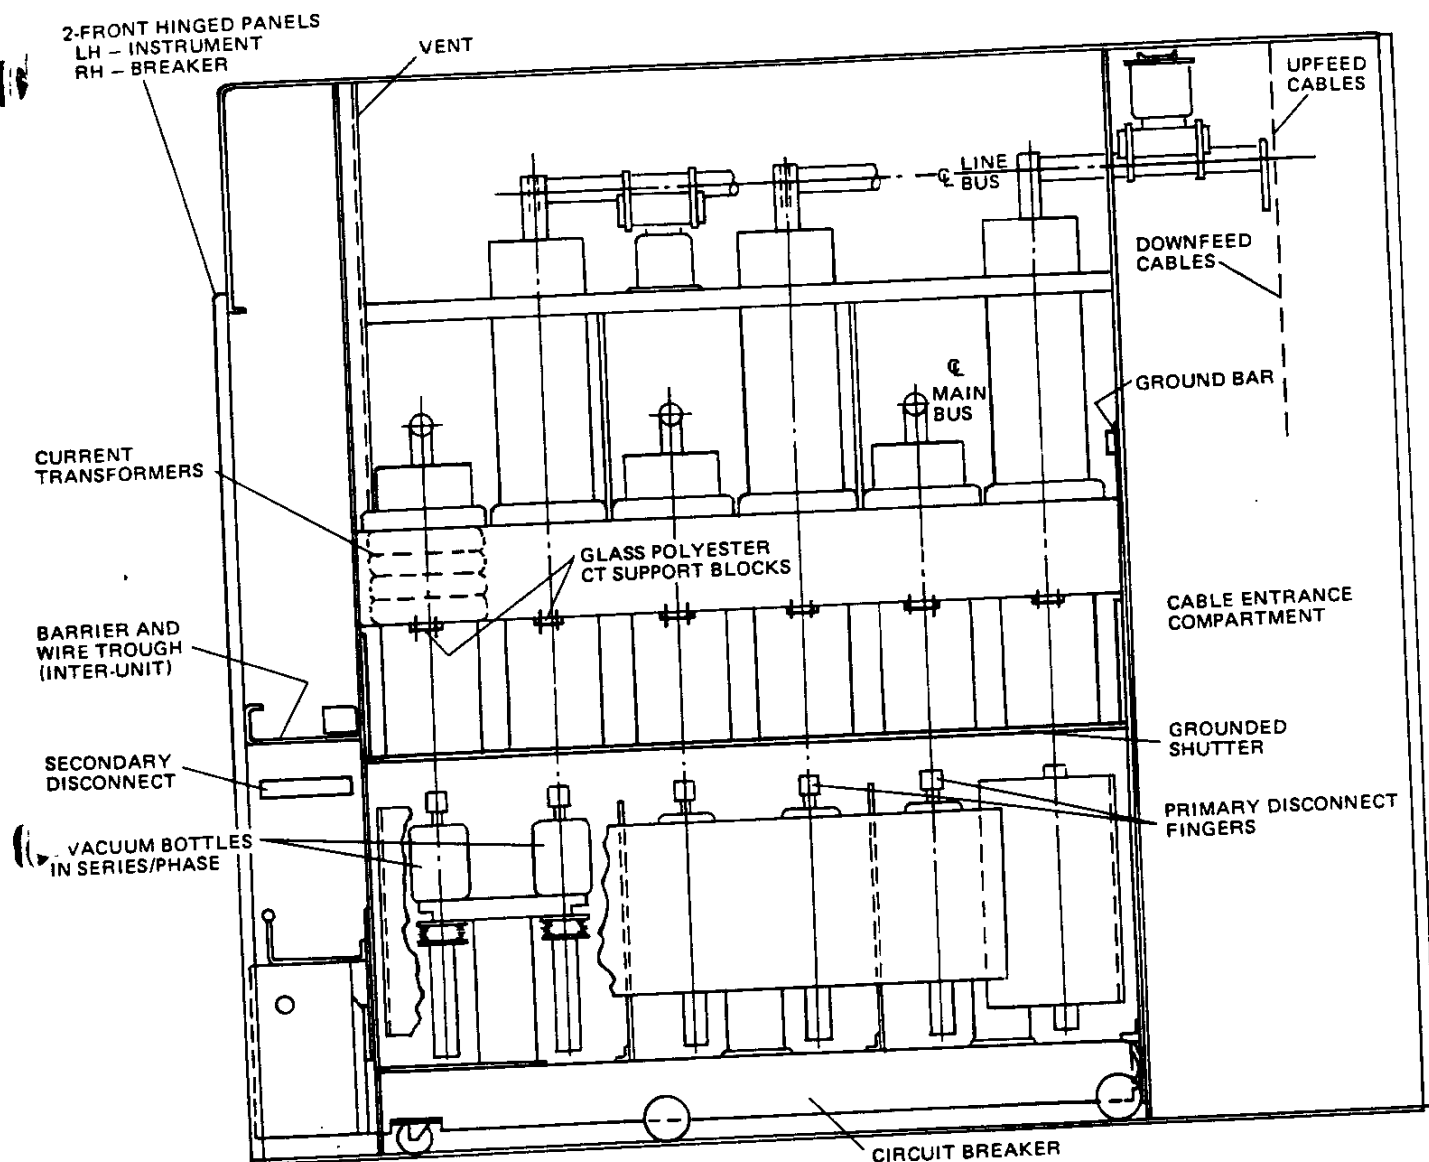 2-FRONT HINGED PANELS
LH – INSTRUMENT
RH – BREAKER
VENT
UPFEED
CABLES
℄ LINE
BUS
DOWNFEED
CABLES
℄
MAIN
BUS
GROUND BAR
CURRENT
TRANSFORMERS
GLASS POLYESTER
CT SUPPORT BLOCKS
CABLE ENTRANCE
COMPARTMENT
BARRIER AND
WIRE TROUGH
(INTER-UNIT)
GROUNDED
SHUTTER
SECONDARY
DISCONNECT
PRIMARY DISCONNECT
FINGERS
VACUUM BOTTLES
IN SERIES/PHASE
CIRCUIT BREAKER